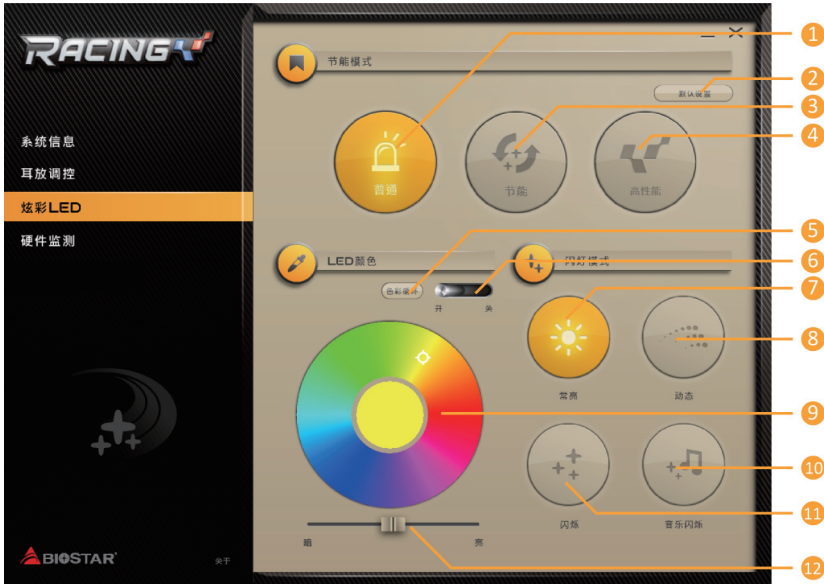 RACING
节能模式
1
默认设置
2
3
4
普通
节能
高性能
系统信息
耳放调控
炫彩LED
硬件监测
LED颜色
闪灯模式
5
6
色彩循环
开
关
7
8
常亮
动态
9
10
11
闪烁
音乐闪烁
暗
亮
12
BIOSTAR
关于